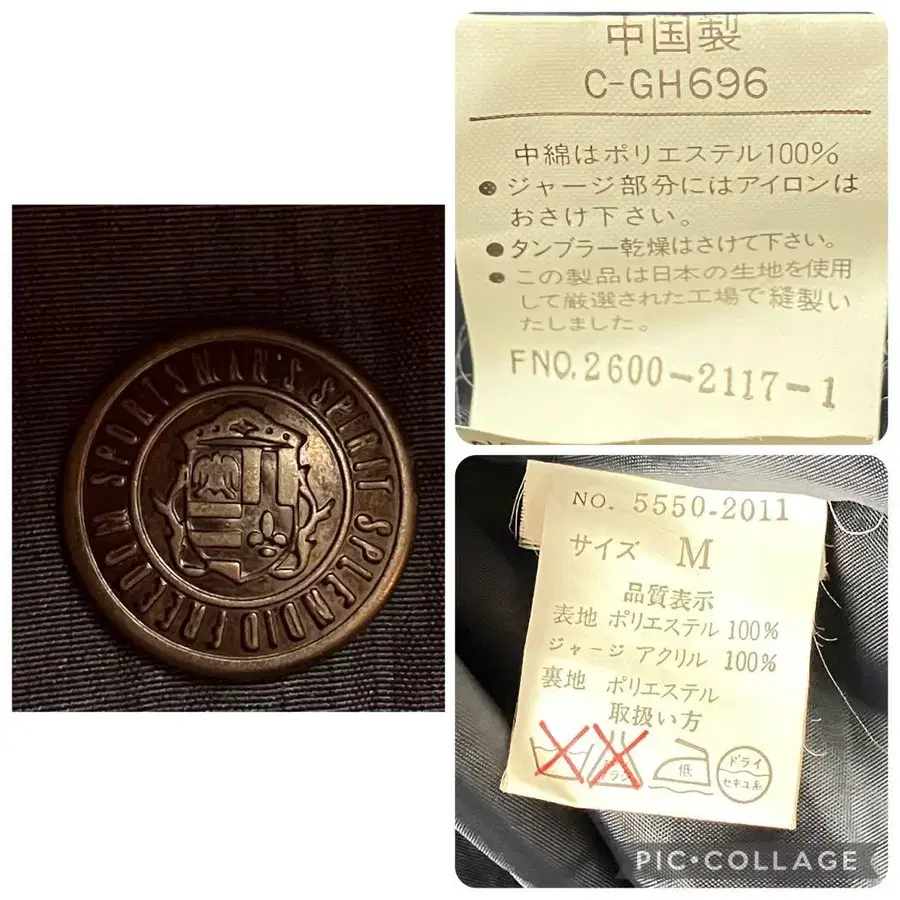 SPORTSMAN'S SPIRIT SPLENDID FREEDOM
中国製
C-GH696
中綿はポリエステル100%
●ジャージ部分にはアイロンは
おさけ下さい。
●タンブラー乾燥はさけて下さい。
●この製品は日本の生地を使用
して厳選された工場で縫製い
たしました。
FNO.2600-2117-1
NO. 5550-2011
サイズ M
品質表示
表地 ポリエステル 100%
ジャージ アクリル 100%
裏地 ポリエステル
取扱い方
低
ドライ
セキユ系
PIC•COLLAGE